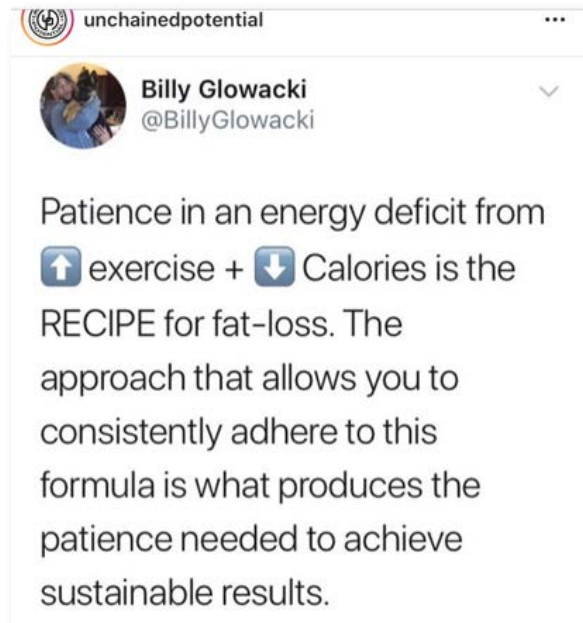 unchainedpotential
...
Billy Glowacki
@BillyGlowacki
Patience in an energy deficit from
⬆️ exercise + ⬇️ Calories is the
RECIPE for fat-loss. The
approach that allows you to
consistently adhere to this
formula is what produces the
patience needed to achieve
sustainable results.